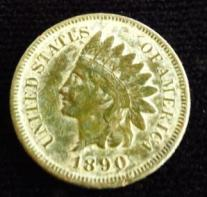 UNITED STATES OF AMERICA
1890